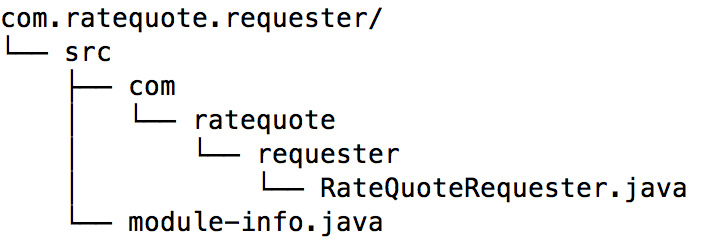 com.ratequote.requester/
└── src
    ├── com
    │   └── ratequote
    │       └── requester
    │           └── RateQuoteRequester.java
    └── module-info.java